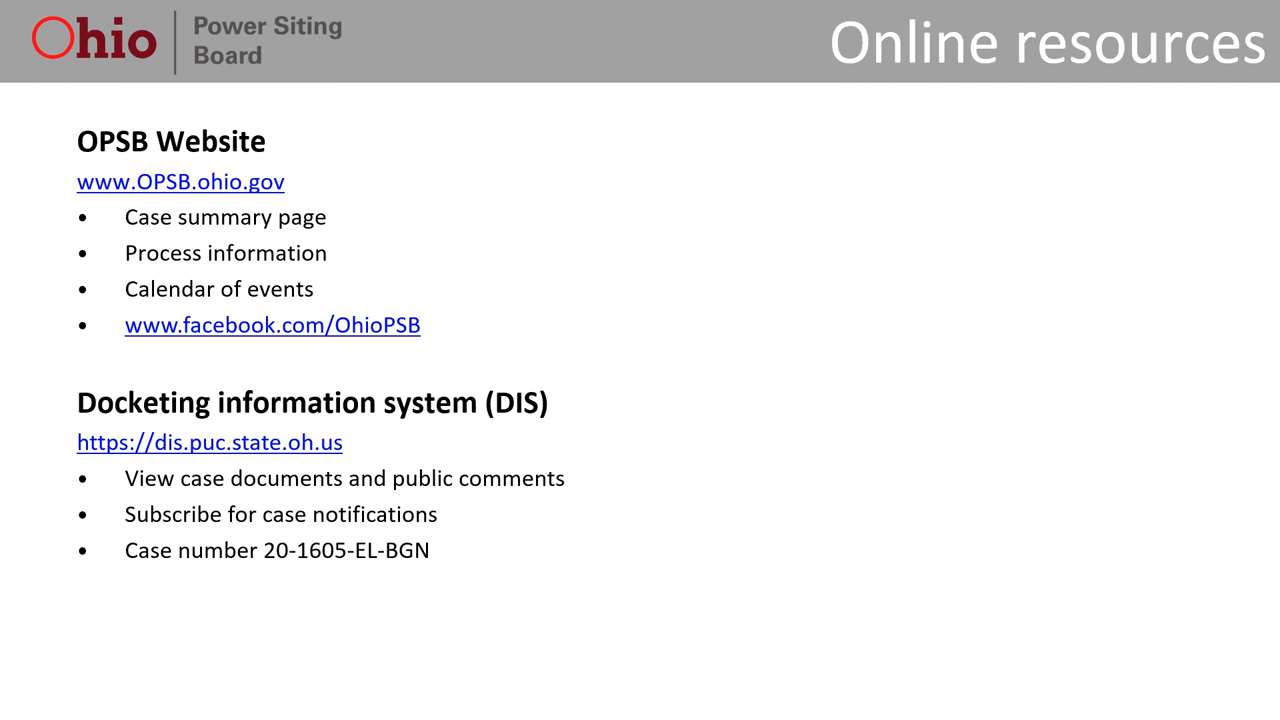 Ohio
Power Siting
Board
Online resources
OPSB Website
www.OPSB.ohio.gov
• Case summary page
• Process information
• Calendar of events
• www.facebook.com/OhioPSB
Docketing information system (DIS)
https://dis.puc.state.oh.us
• View case documents and public comments
• Subscribe for case notifications
• Case number 20-1605-EL-BGN